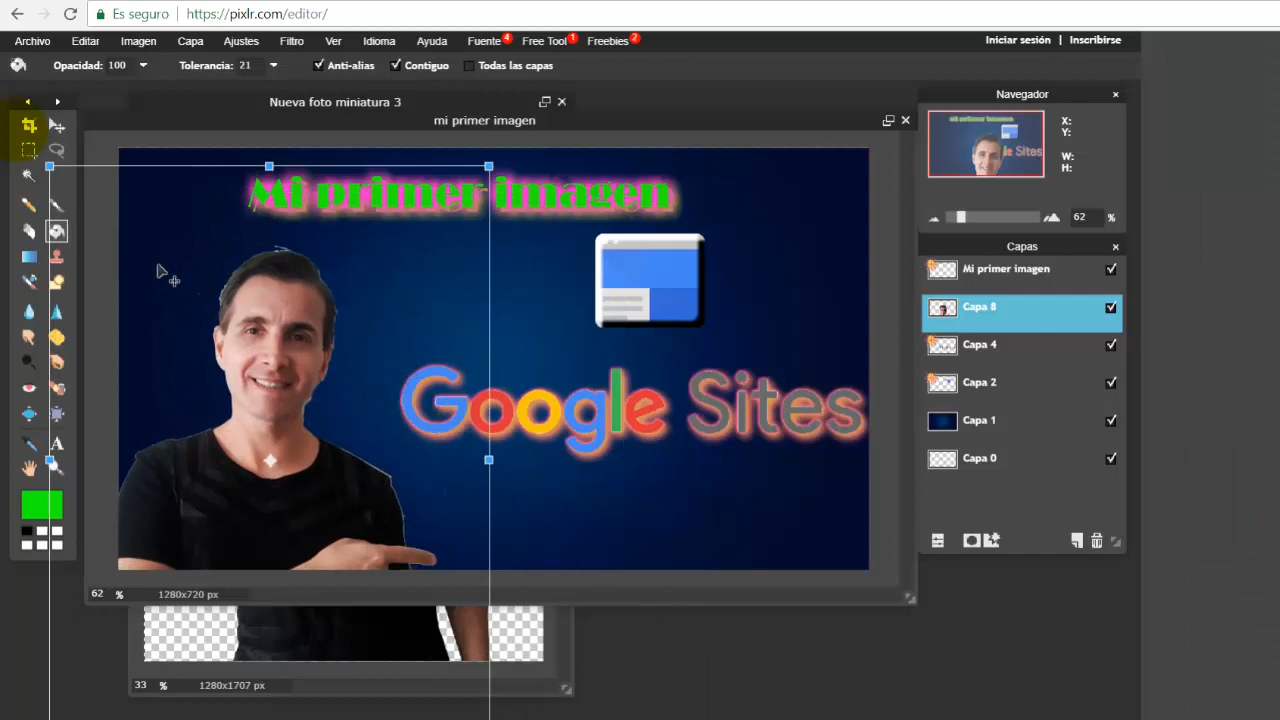 Es seguro https://pixlr.com/editor/
Archivo Editar Imagen Capa Ajustes Filtro Ver Idioma Ayuda Fuente 4 Free Tool 1 Freebies 2 Iniciar sesión | Inscribirse
Opacidad: 100 Tolerancia: 21 Anti-alias Contiguo Todas las capas
Nueva foto miniatura 3
mi primer imagen
Mi primer imagen
Google Sites
62 % 1280x720 px
33 % 1280x1707 px
A
Navegador
X:
Y:
W:
H:
62 %
Capas
Mi primer imagen
Capa 8
Capa 4
Capa 2
Capa 1
Capa 0